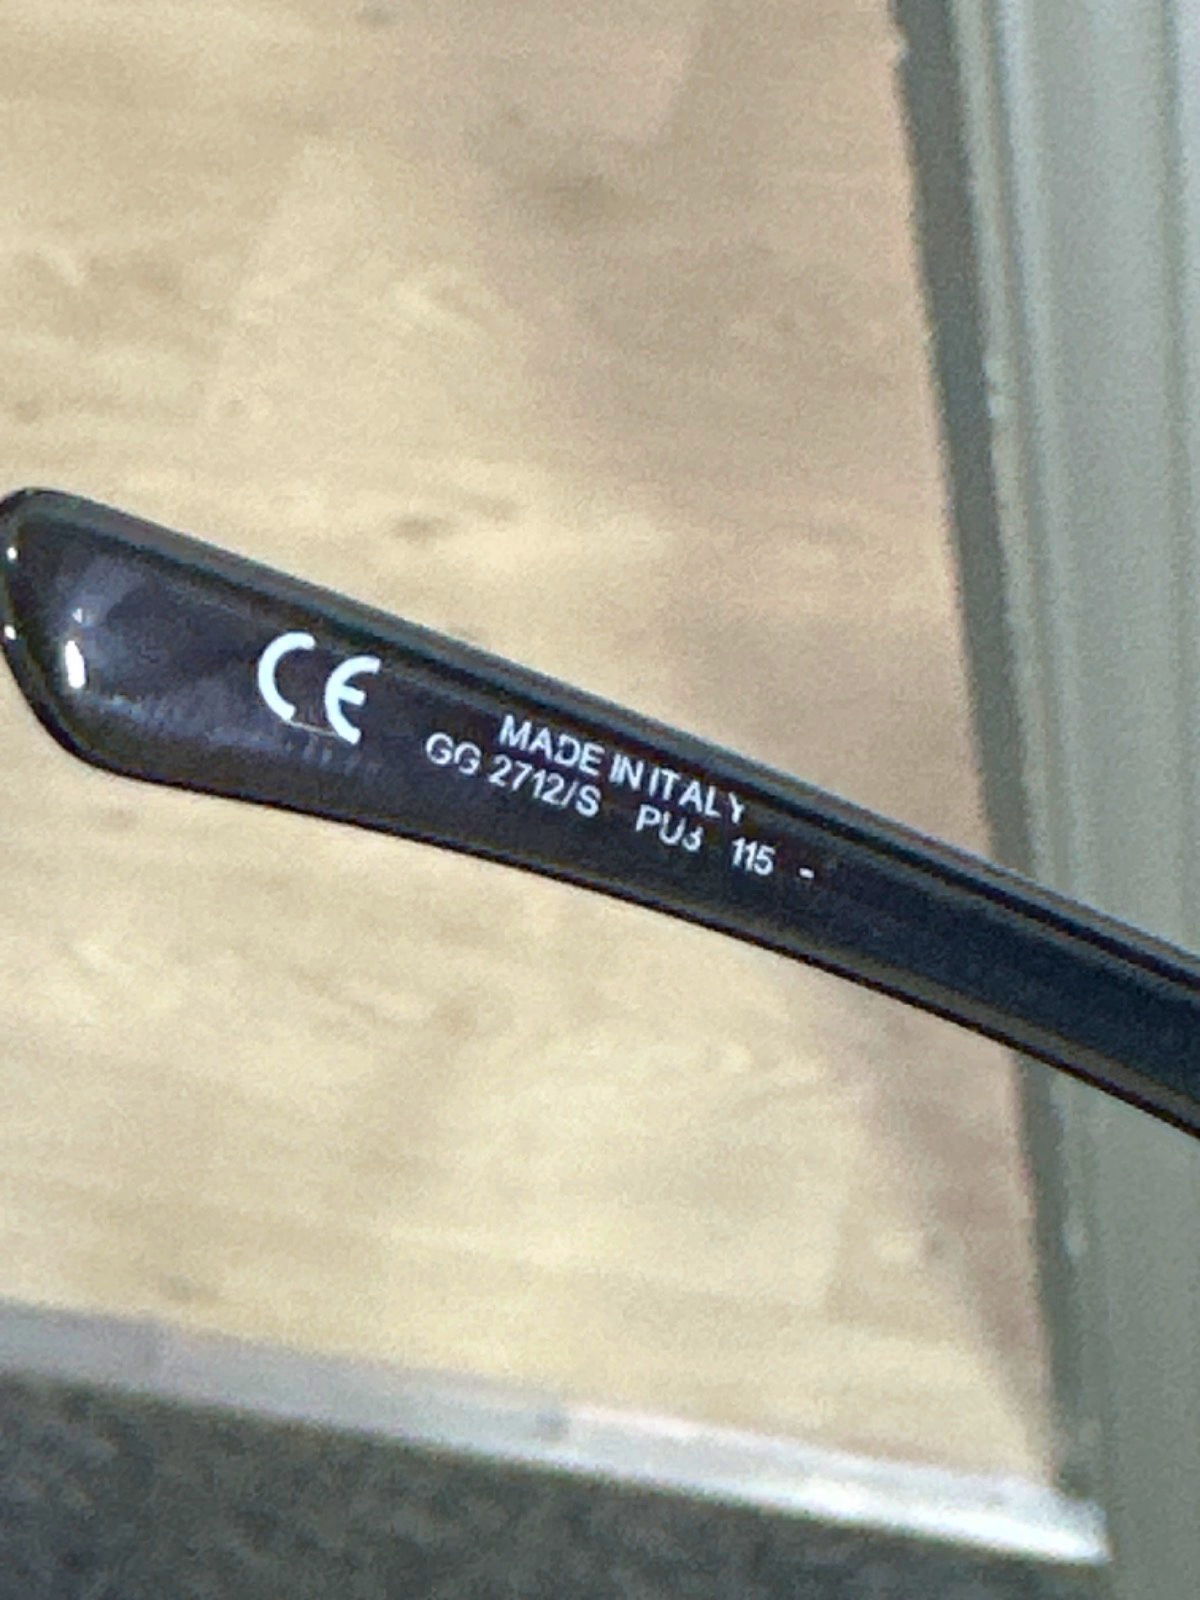 CE
MADE IN ITALY
GG 2712/S PU3 115 -